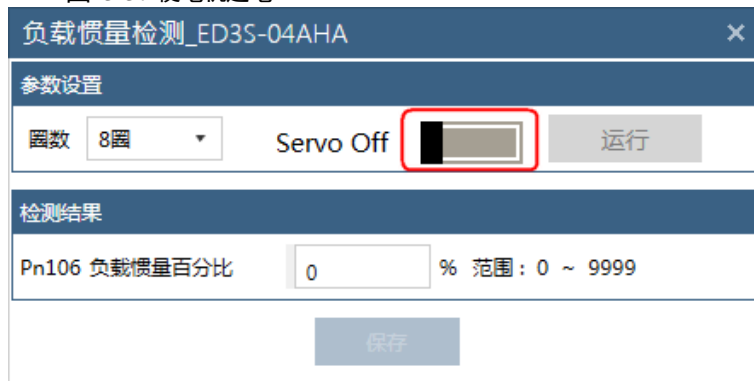 负载惯量检测_ED3S-04AHA ×
参数设置
圈数 8圈 Servo Off 运行
检测结果
Pn106 负载惯量百分比 0 % 范围：0 ~ 9999
保存